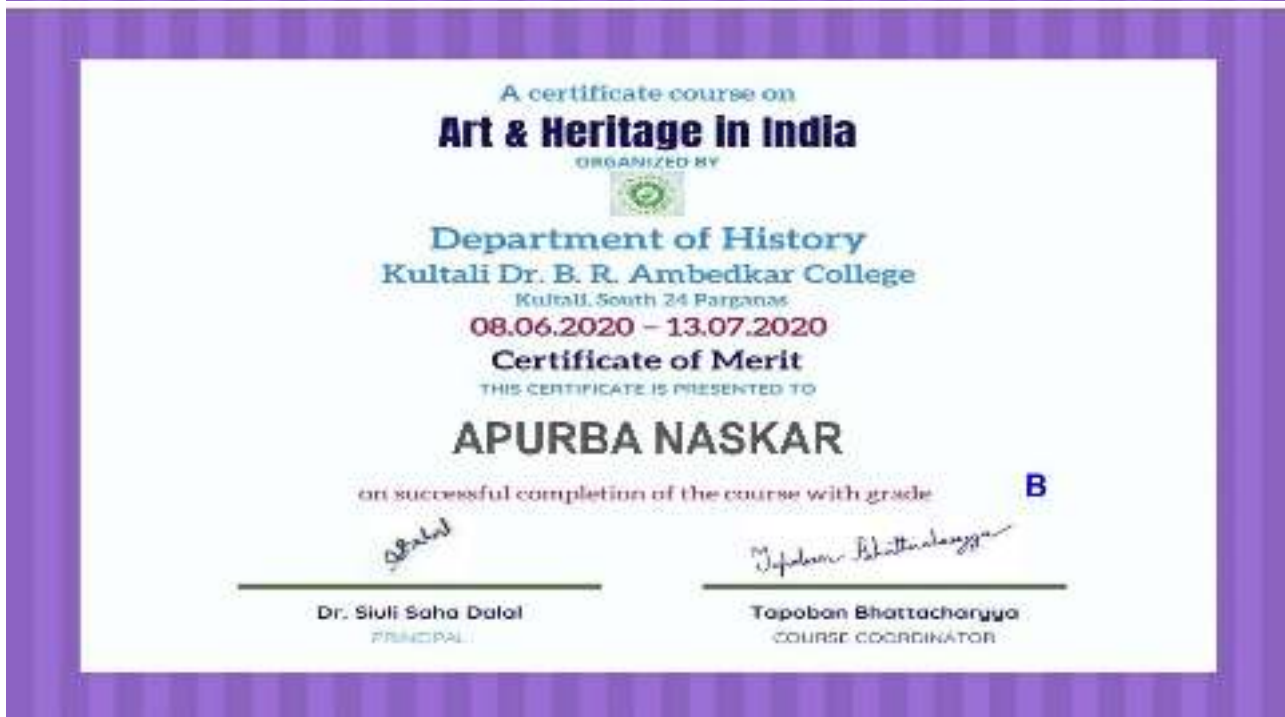 A certificate course on
Art & Heritage in India
ORGANIZED BY
Department of History
Kultali Dr. B. R. Ambedkar College
Kultali, South 24 Parganas
08.06.2020 – 13.07.2020
Certificate of Merit
THIS CERTIFICATE IS PRESENTED TO
APURBA NASKAR
on successful completion of the course with grade B
Tapoban Bhattacharyya
Dr. Siuli Saha Dalal Tapoban Bhattacharyya
PRINCIPAL COURSE COORDINATOR